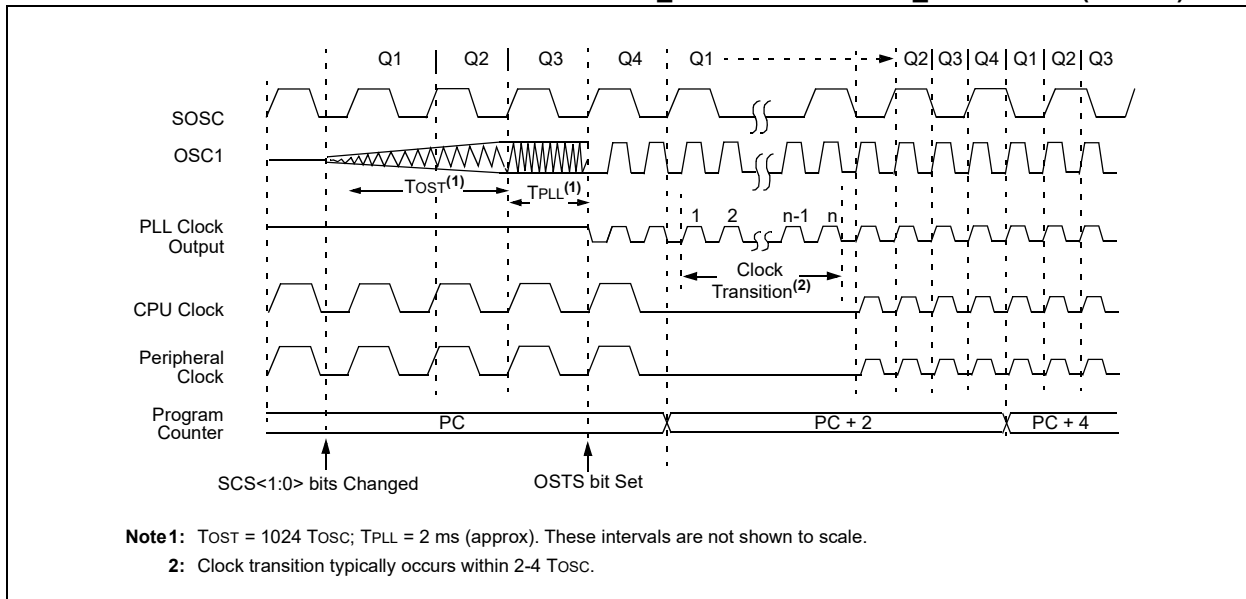 Q1 Q2 Q3 Q4 Q1 Q2 Q3 Q4 Q1 Q2 Q3
SOSC
OSC1
TOST(1) TPLL(1)
1 2 n-1 n
PLL Clock
Output
Clock
Transition(2)
CPU Clock
Peripheral
Clock
Program
Counter
PC PC + 2 PC + 4
SCS<1:0> bits Changed OSTS bit Set
Note1: TOST = 1024 TOSC; TPLL = 2 ms (approx). These intervals are not shown to scale.
2: Clock transition typically occurs within 2-4 TOSC.